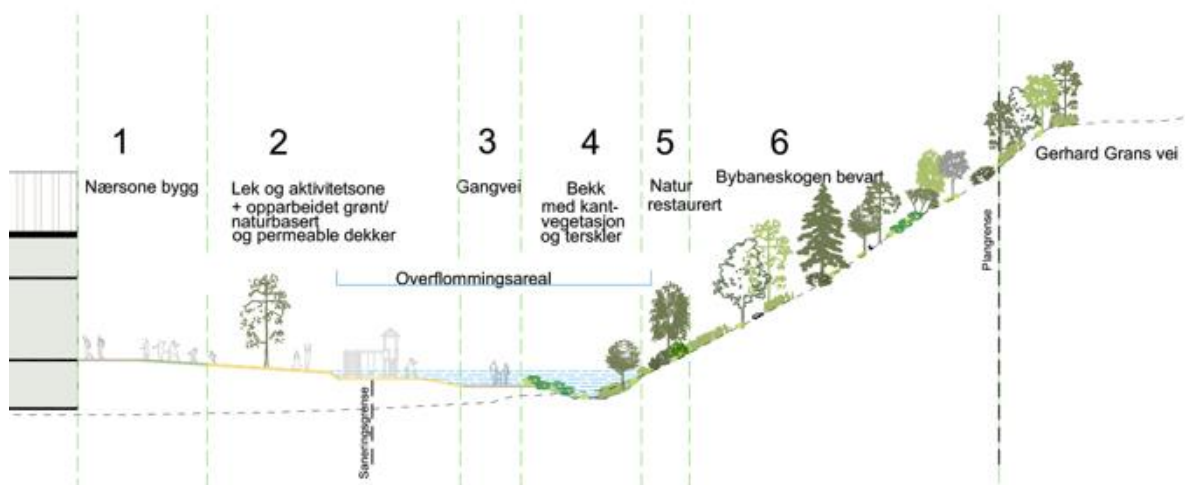 1
Nærsone bygg
2
Lek og aktivitetsone
+ opparbeidet grønt/
naturbasert
og permeable dekker
3
Gangvei
4
Bekk
med kant-
vegetasjon
og terskler
5
Natur
restaurert
6
Bybaneskogen bevart
Gerhard Grans vei
Overflommingsareal
Saneringsgrense
Plangrense